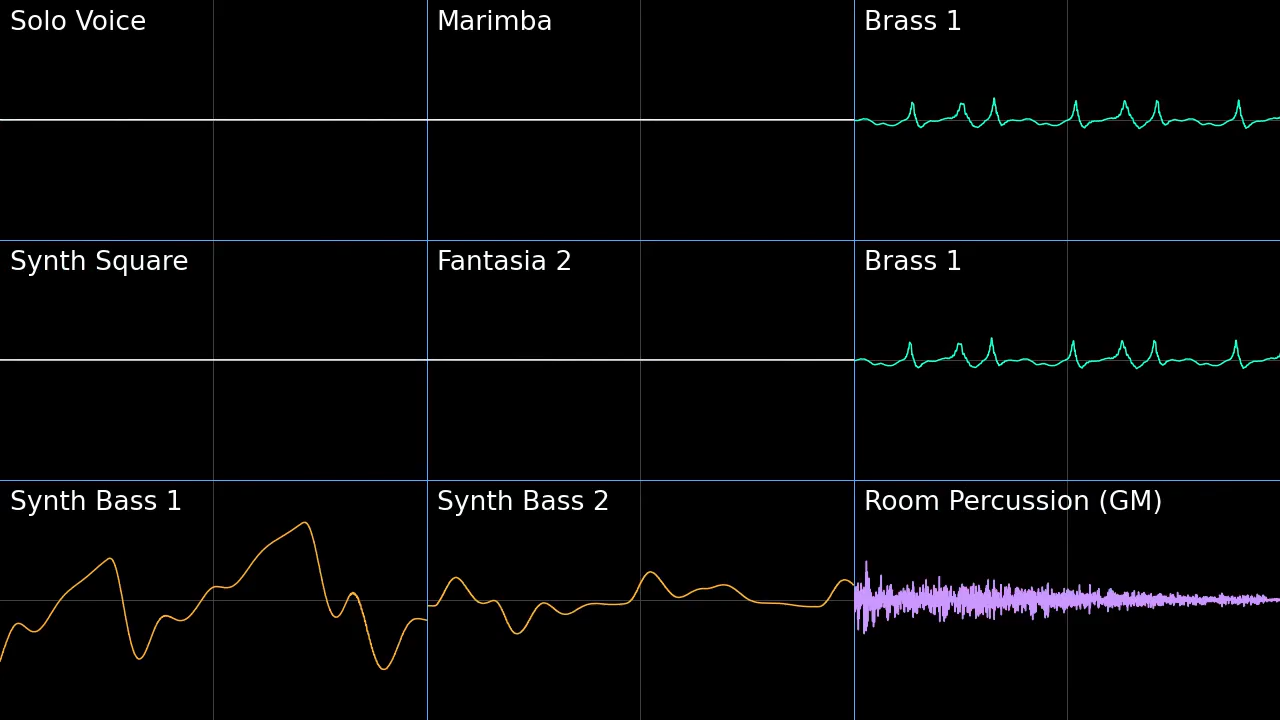 Solo Voice
Marimba
Brass 1
Synth Square
Fantasia 2
Brass 1
Synth Bass 1
Synth Bass 2
Room Percussion (GM)